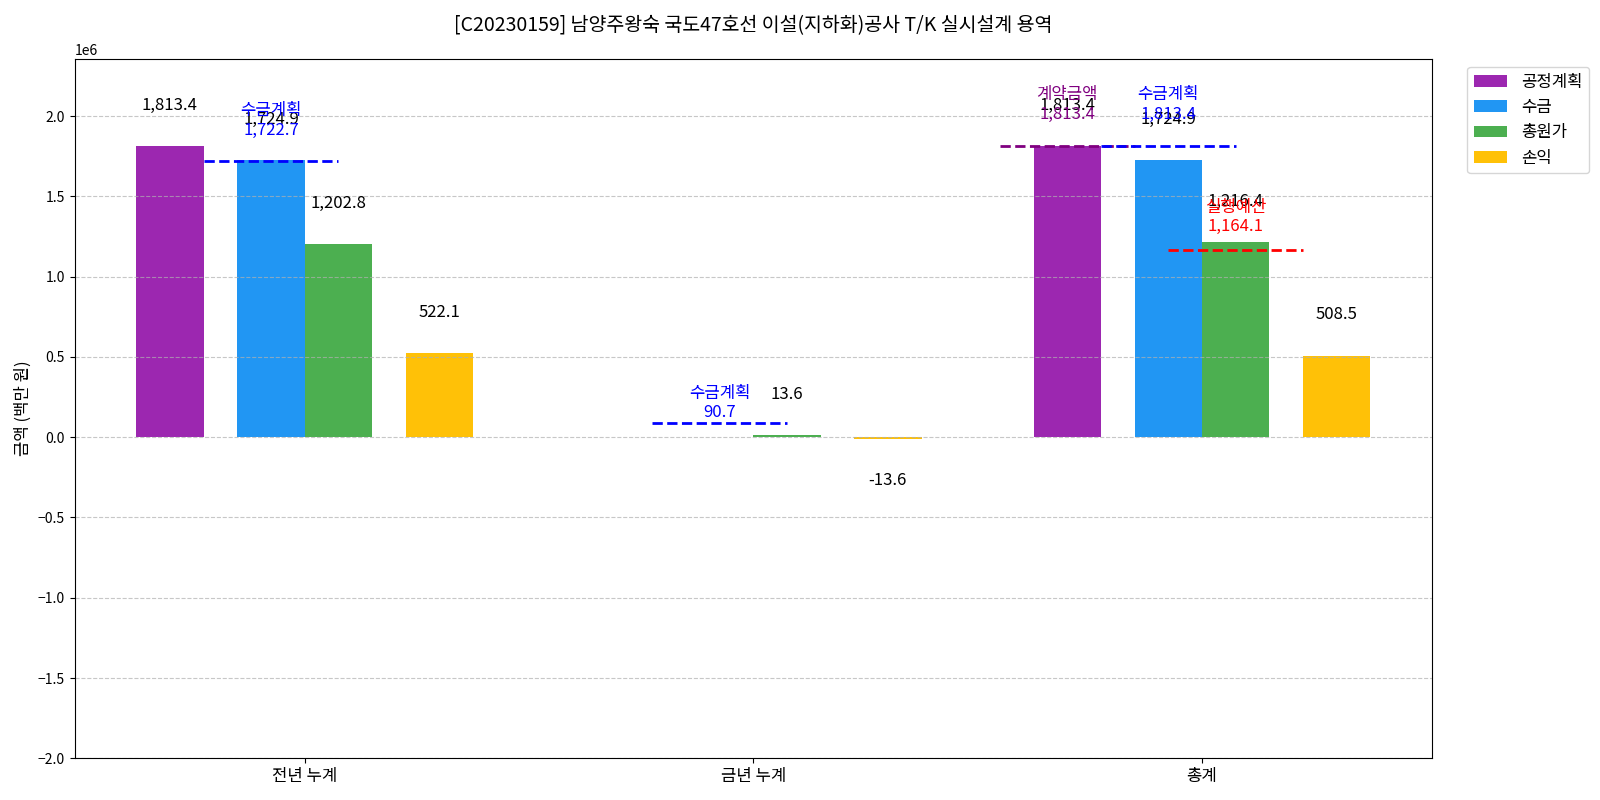 [C20230159] 남양주왕숙 국도47호선 이설(지하화)공사 T/K 실시설계 용역
1e6
2.0
1.5
1.0
0.5
0.0
−0.5
−1.0
−1.5
−2.0
금액 (백만 원)
1,813.4
수금계획
1,724.9
1,722.7
1,202.8
522.1
수금계획
90.7
13.6
-13.6
계약금액
1,813.4
1,813.4
수금계획
1,813.4
1,724.9
1,216.4
실행예산
1,164.1
508.5
전년 누계
금년 누계
총계
공정계획
수금
총원가
손익